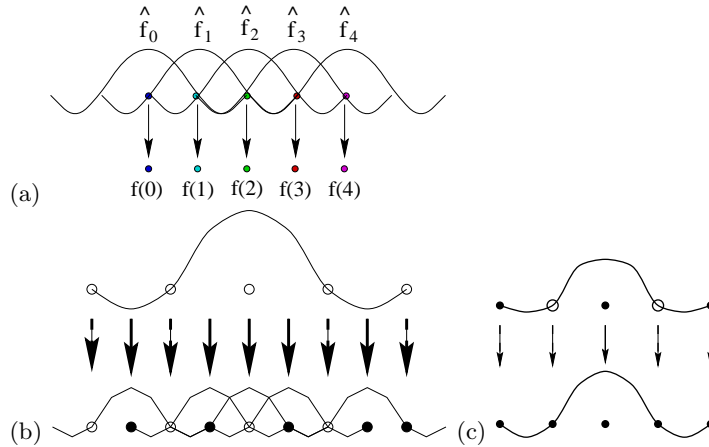 f̂₀ f̂₁ f̂₂ f̂₃ f̂₄
f(0) f(1) f(2) f(3) f(4)
(a)
(b)
(c)